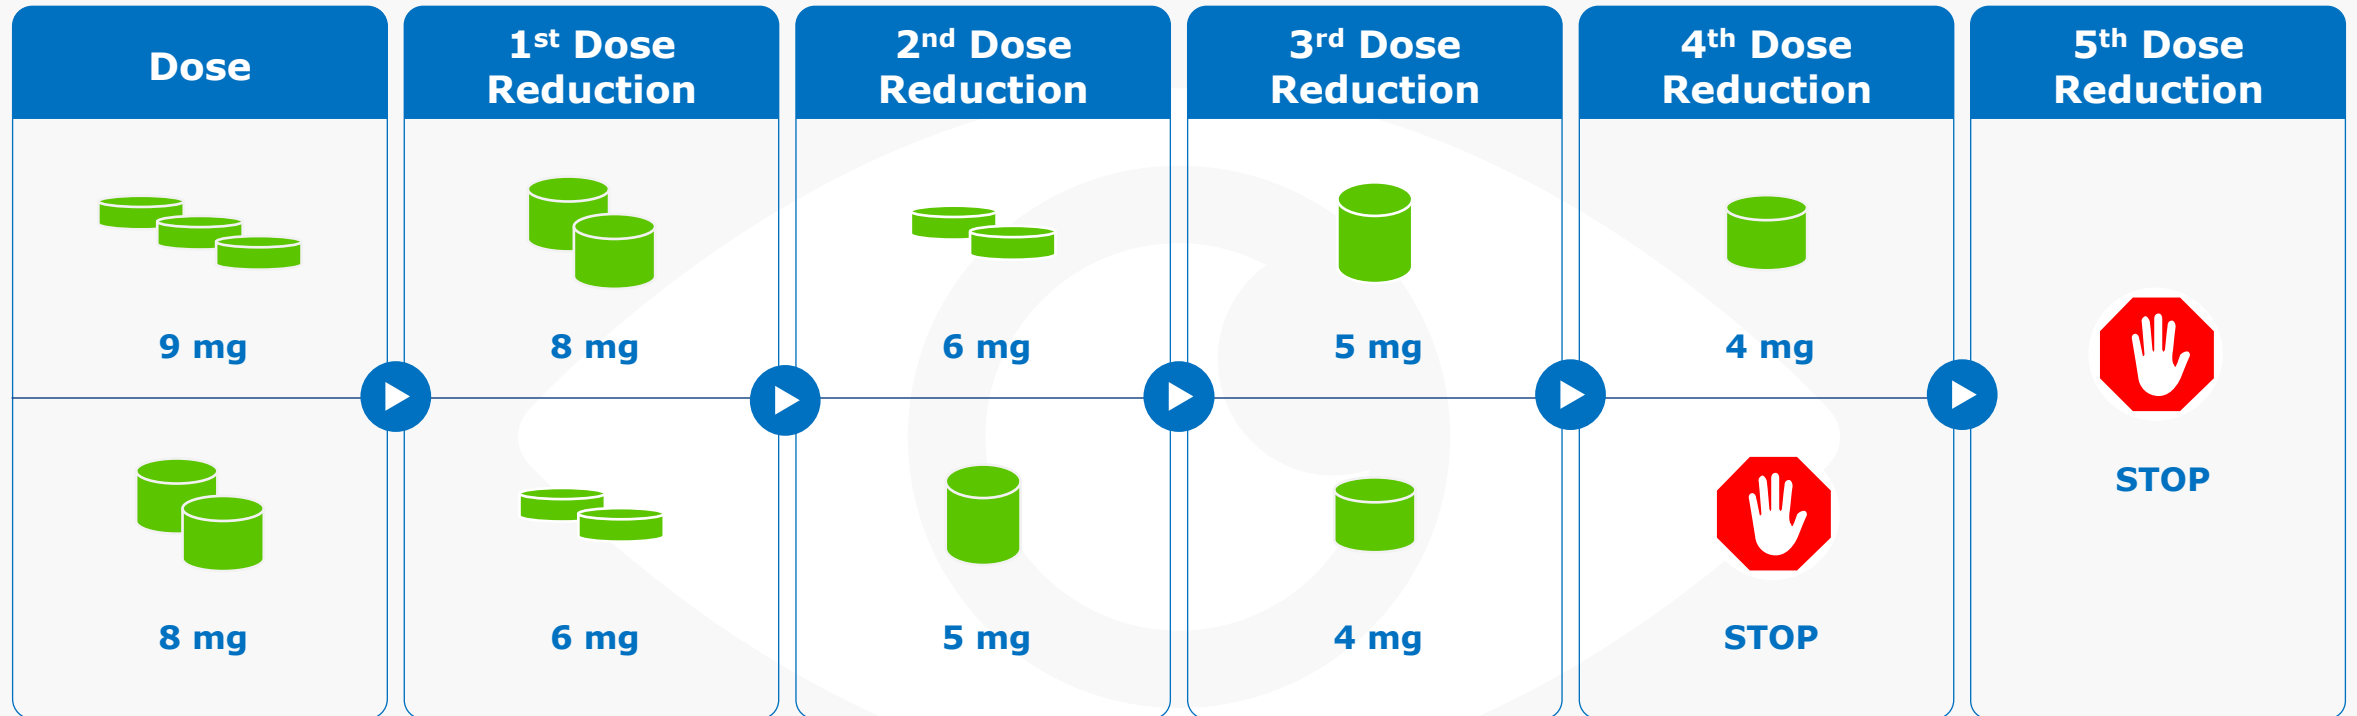 Dose
1st Dose
Reduction
2nd Dose
Reduction
3rd Dose
Reduction
4th Dose
Reduction
5th Dose
Reduction
9 mg
8 mg
6 mg
5 mg
4 mg
STOP
8 mg
6 mg
5 mg
4 mg
STOP